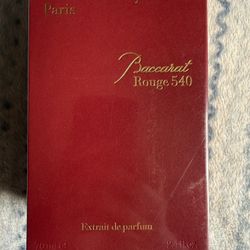 Paris
Baccarat
Rouge 540
Extrait de parfum